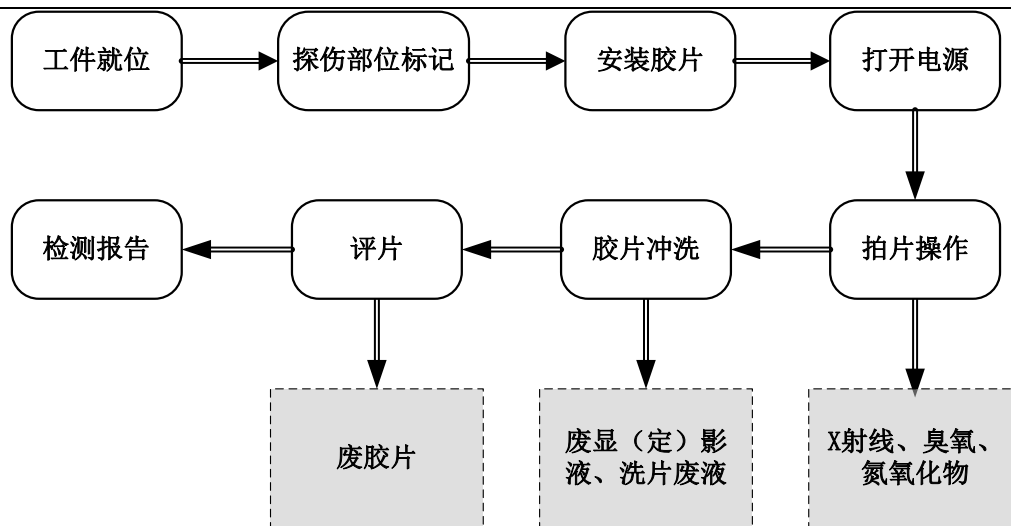 工件就位
探伤部位标记
安装胶片
打开电源
检测报告
评片
胶片冲洗
拍片操作
废胶片
废显（定）影
液、洗片废液
X射线、臭氧、
氮氧化物